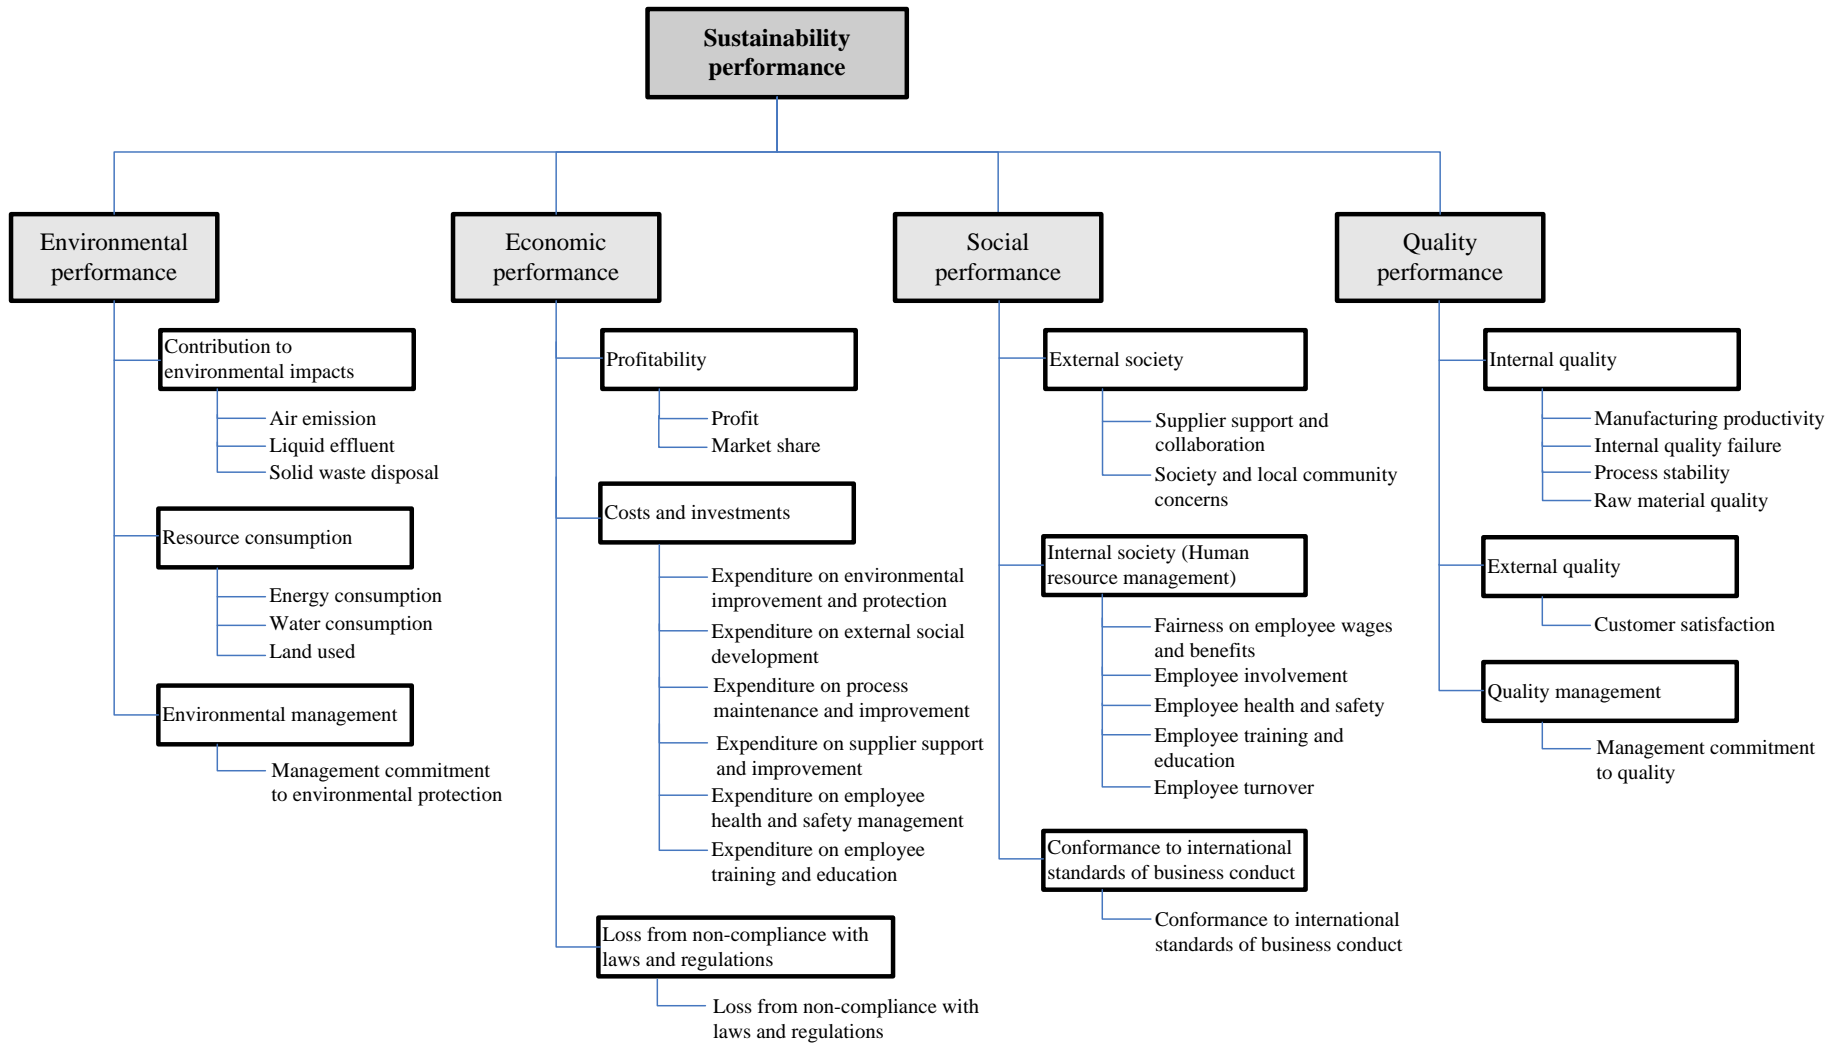 Sustainability
performance
Environmental
performance
Contribution to
environmental impacts
Air emission
Liquid effluent
Solid waste disposal
Resource consumption
Energy consumption
Water consumption
Land used
Environmental management
Management commitment
to environmental protection
Economic
performance
Profitability
Profit
Market share
Costs and investments
Expenditure on environmental
improvement and protection
Expenditure on external social
development
Expenditure on process
maintenance and improvement
Expenditure on supplier support
and improvement
Expenditure on employee
health and safety management
Expenditure on employee
training and education
Loss from non-compliance with
laws and regulations
Loss from non-compliance with
laws and regulations
Social
performance
External society
Supplier support and
collaboration
Society and local community
concerns
Internal society (Human
resource management)
Fairness on employee wages
and benefits
Employee involvement
Employee health and safety
Employee training and
education
Employee turnover
Conformance to international
standards of business conduct
Conformance to international
standards of business conduct
Quality
performance
Internal quality
Manufacturing productivity
Internal quality failure
Process stability
Raw material quality
External quality
Customer satisfaction
Quality management
Management commitment
to quality